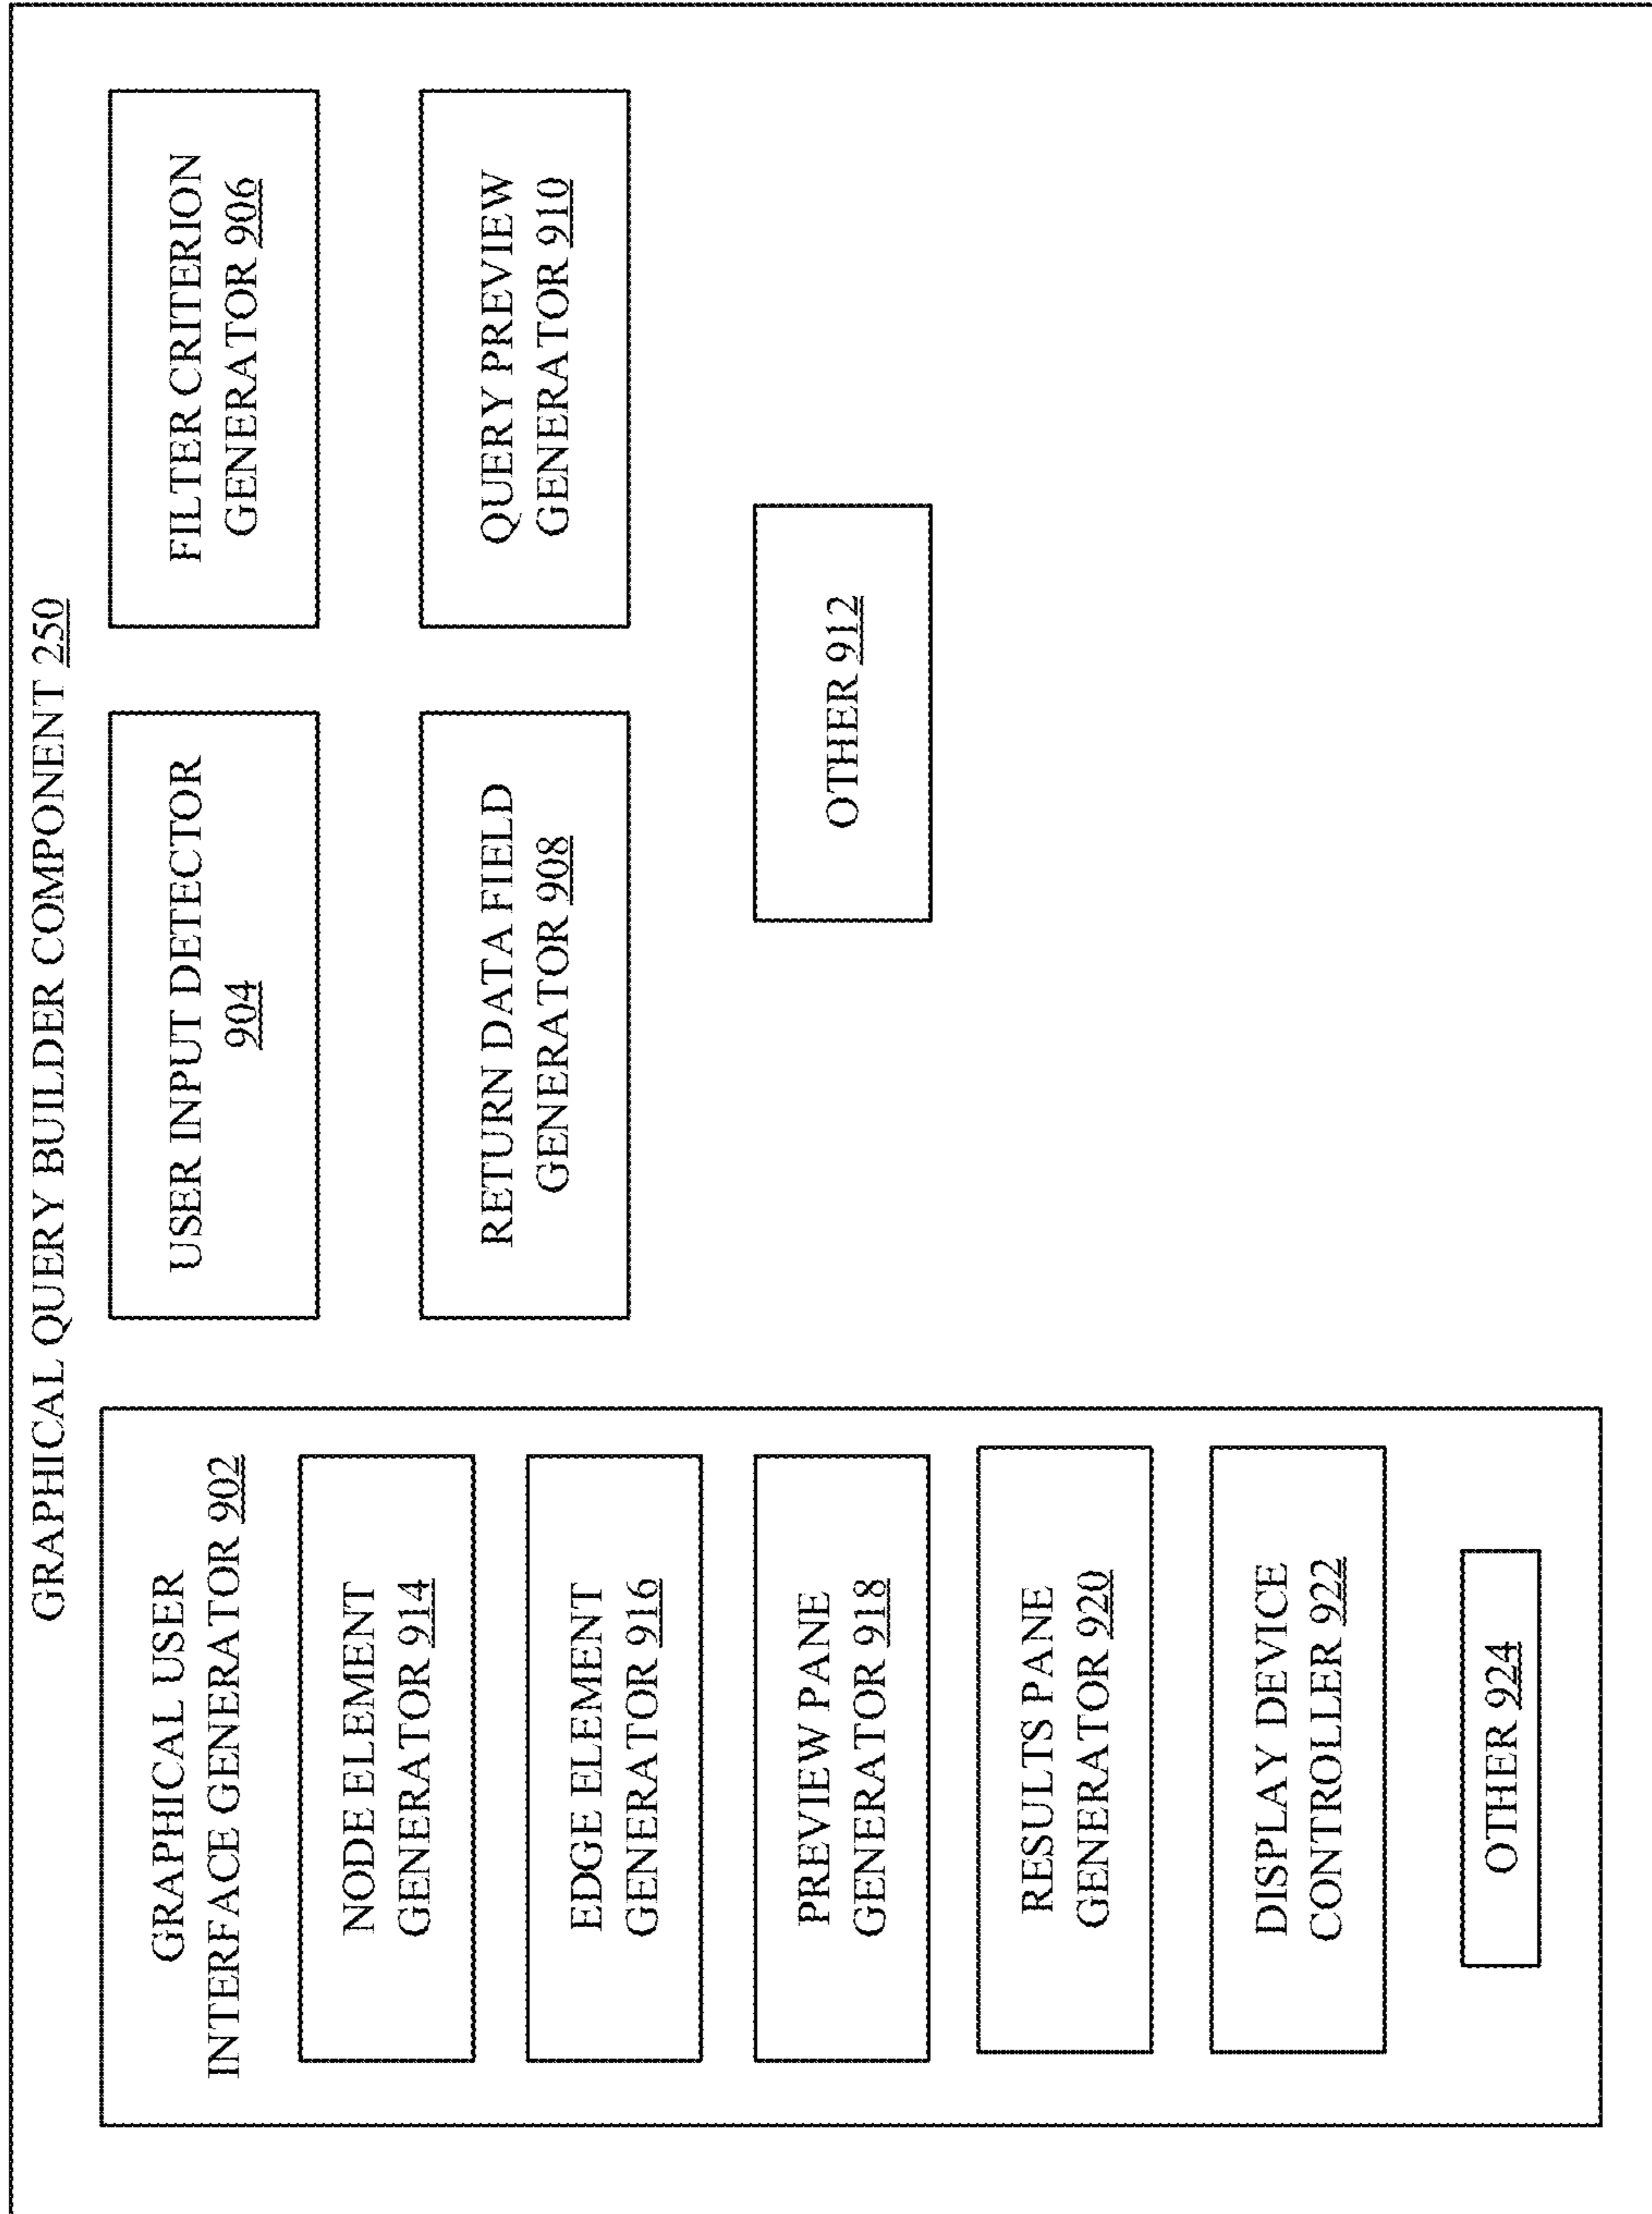 GRAPHICAL QUERY BUILDER COMPONENT 250
GRAPHICAL USER
INTERFACE GENERATOR 902
NODE ELEMENT
GENERATOR 914
EDGE ELEMENT
GENERATOR 916
PREVIEW PANE
GENERATOR 918
RESULTS PANE
GENERATOR 920
DISPLAY DEVICE
CONTROLLER 922
OTHER 924
USER INPUT DETECTOR
904
FILTER CRITERION
GENERATOR 906
RETURN DATA FIELD
GENERATOR 908
QUERY PREVIEW
GENERATOR 910
OTHER 912